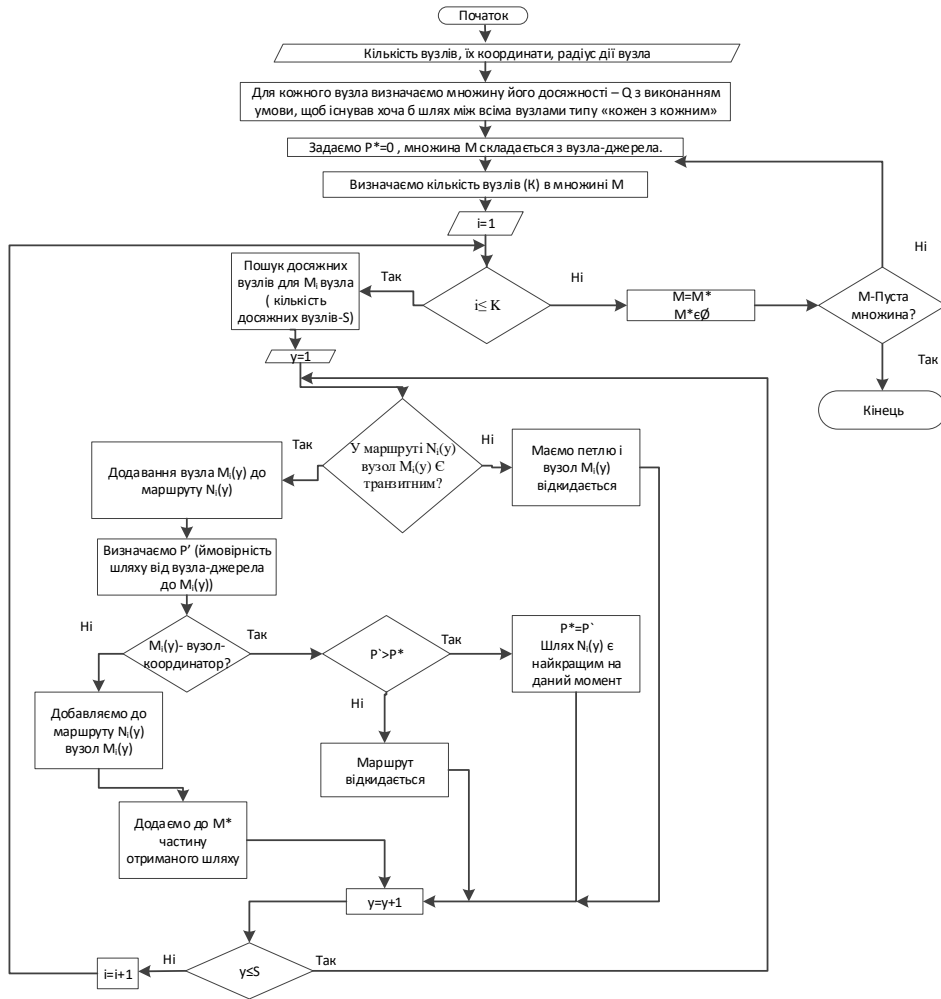 Початок
Кількість вузлів, їх координати, радіус дії вузла
Для кожного вузла визначаємо множину його досяжності – Q з виконанням
умови, щоб існував хоча б шлях між всіма вузлами типу «кожен з кожним»
Задаємо P*=0 , множина M складається з вузла-джерела.
Визначаємо кількість вузлів (К) в множині М
i=1
Ні
Пошук досяжних
вузлів для Mᵢ вузла
( кількість
досяжних вузлів-S)
Так
i≤ K
Ні
M=M*
M*єØ
М-Пуста
множина?
Так
Кінець
y=1
У маршруті Nᵢ(y)
вузол Mᵢ(y) Є
транзитним?
Так
Ні
Маємо петлю і
вузол Mᵢ(y)
відкидається
Додавання вузла Mᵢ(y) до
маршруту Nᵢ(y)
Визначаємо P’ (ймовірність
шляху від вузла-джерела
до Mᵢ(y))
Ні
Mᵢ(y)- вузол-
координатор?
Так
P`>P*
Так
P*=P`
Шлях Nᵢ(y) є
найкращим на
даний момент
Ні
Добавляємо до
маршруту Nᵢ(y)
вузол Mᵢ(y)
Маршрут
відкидається
Додаємо до M*
частину
отриманого шляху
y=y+1
i=i+1
Ні
y≤S
Так